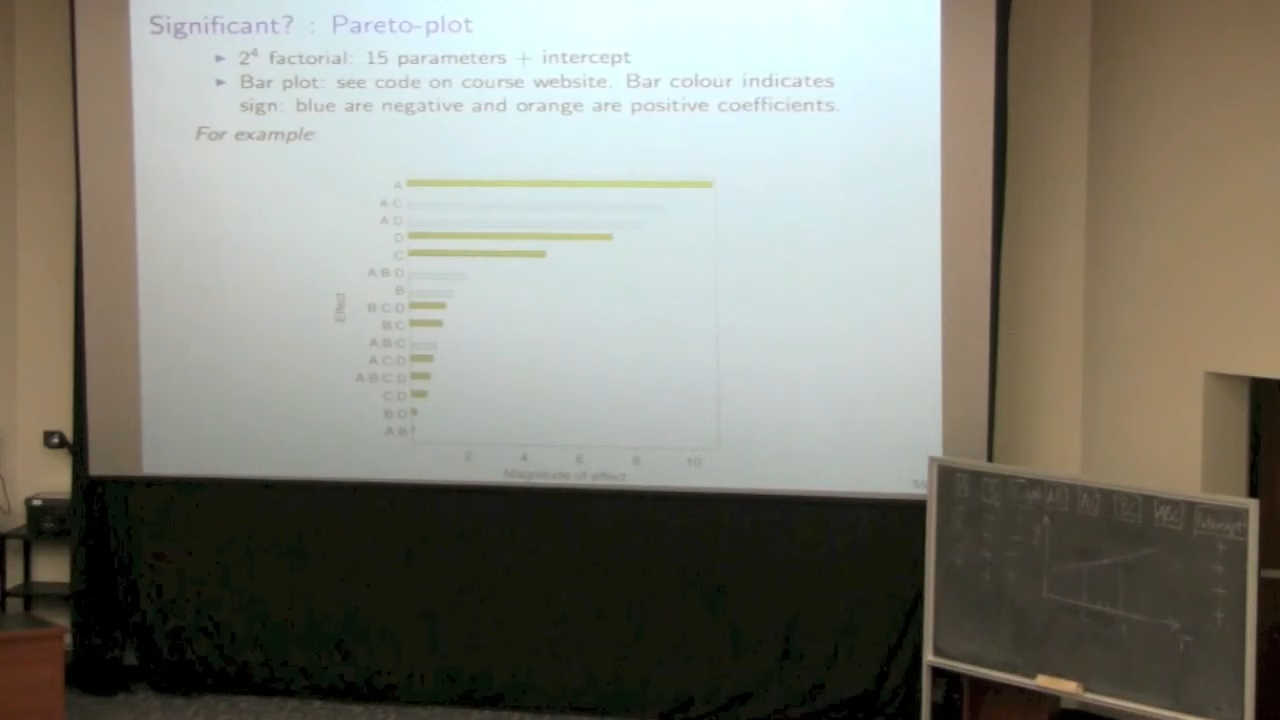 Significant? : Pareto-plot
► 2⁴ factorial: 15 parameters + intercept
► Bar plot: see code on course website. Bar colour indicates
sign: blue are negative and orange are positive coefficients.
For example:
A
A:C
A:D
D
C
A:B:D
B
B:C:D
B:C
A:B:C
A:C:D
A:B:C:D
C:D
B:D
A:B
Effect
2 4 6 8 10
Magnitude of effect
Intercept